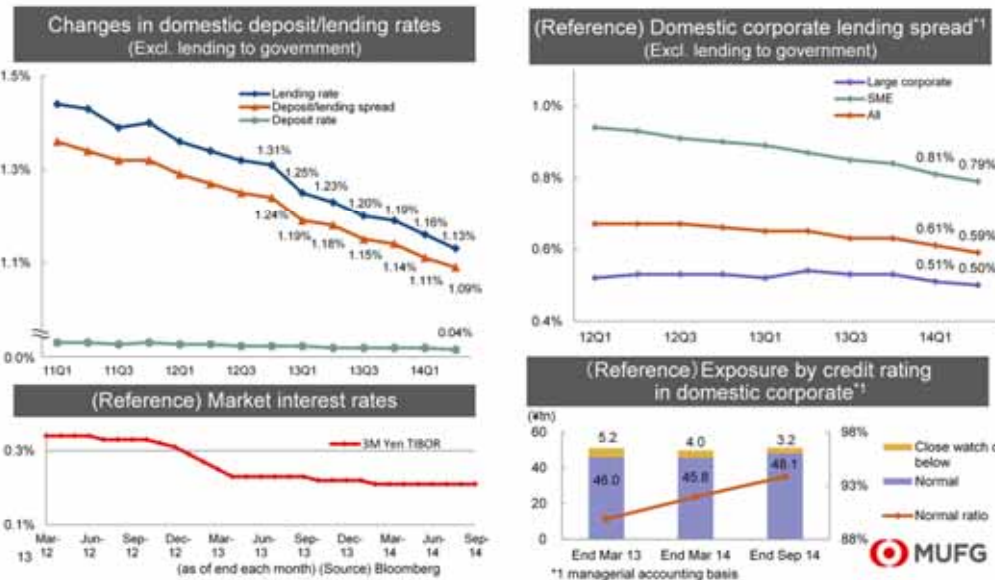 Changes in domestic deposit/lending rates
(Excl. lending to government)
1.5%
1.3%
1.1%
0.0%
Lending rate
Deposit/lending spread
Deposit rate
1.31%
1.25%
1.23%
1.20%
1.19%
1.16%
1.13%
1.24%
1.19%
1.18%
1.15%
1.14%
1.11%
1.09%
0.04%
11Q1 11Q3 12Q1 12Q3 13Q1 13Q3 14Q1
(Reference) Domestic corporate lending spread*1
(Excl. lending to government)
1.0%
0.8%
0.6%
0.4%
Large corporate
SME
All
0.81% 0.79%
0.61% 0.59%
0.51% 0.50%
12Q1 12Q3 13Q1 13Q3 14Q1
(Reference) Market interest rates
0.3%
0.1%
3M Yen TIBOR
Mar-12 Jun-12 Sep-12 Dec-12 Mar-13 Jun-13 Sep-13 Dec-13 Mar-14 Jun-14 Sep-14
(as of end each month) (Source) Bloomberg
13
(Reference) Exposure by credit rating
in domestic corporate*1
(¥tn)
60
40
20
0
5.2 4.0 3.2
46.0 45.8 48.1
98%
93%
88%
Close watch o
below
Normal
Normal ratio
End Mar 13 End Mar 14 End Sep 14
*1 managerial accounting basis
MUFG